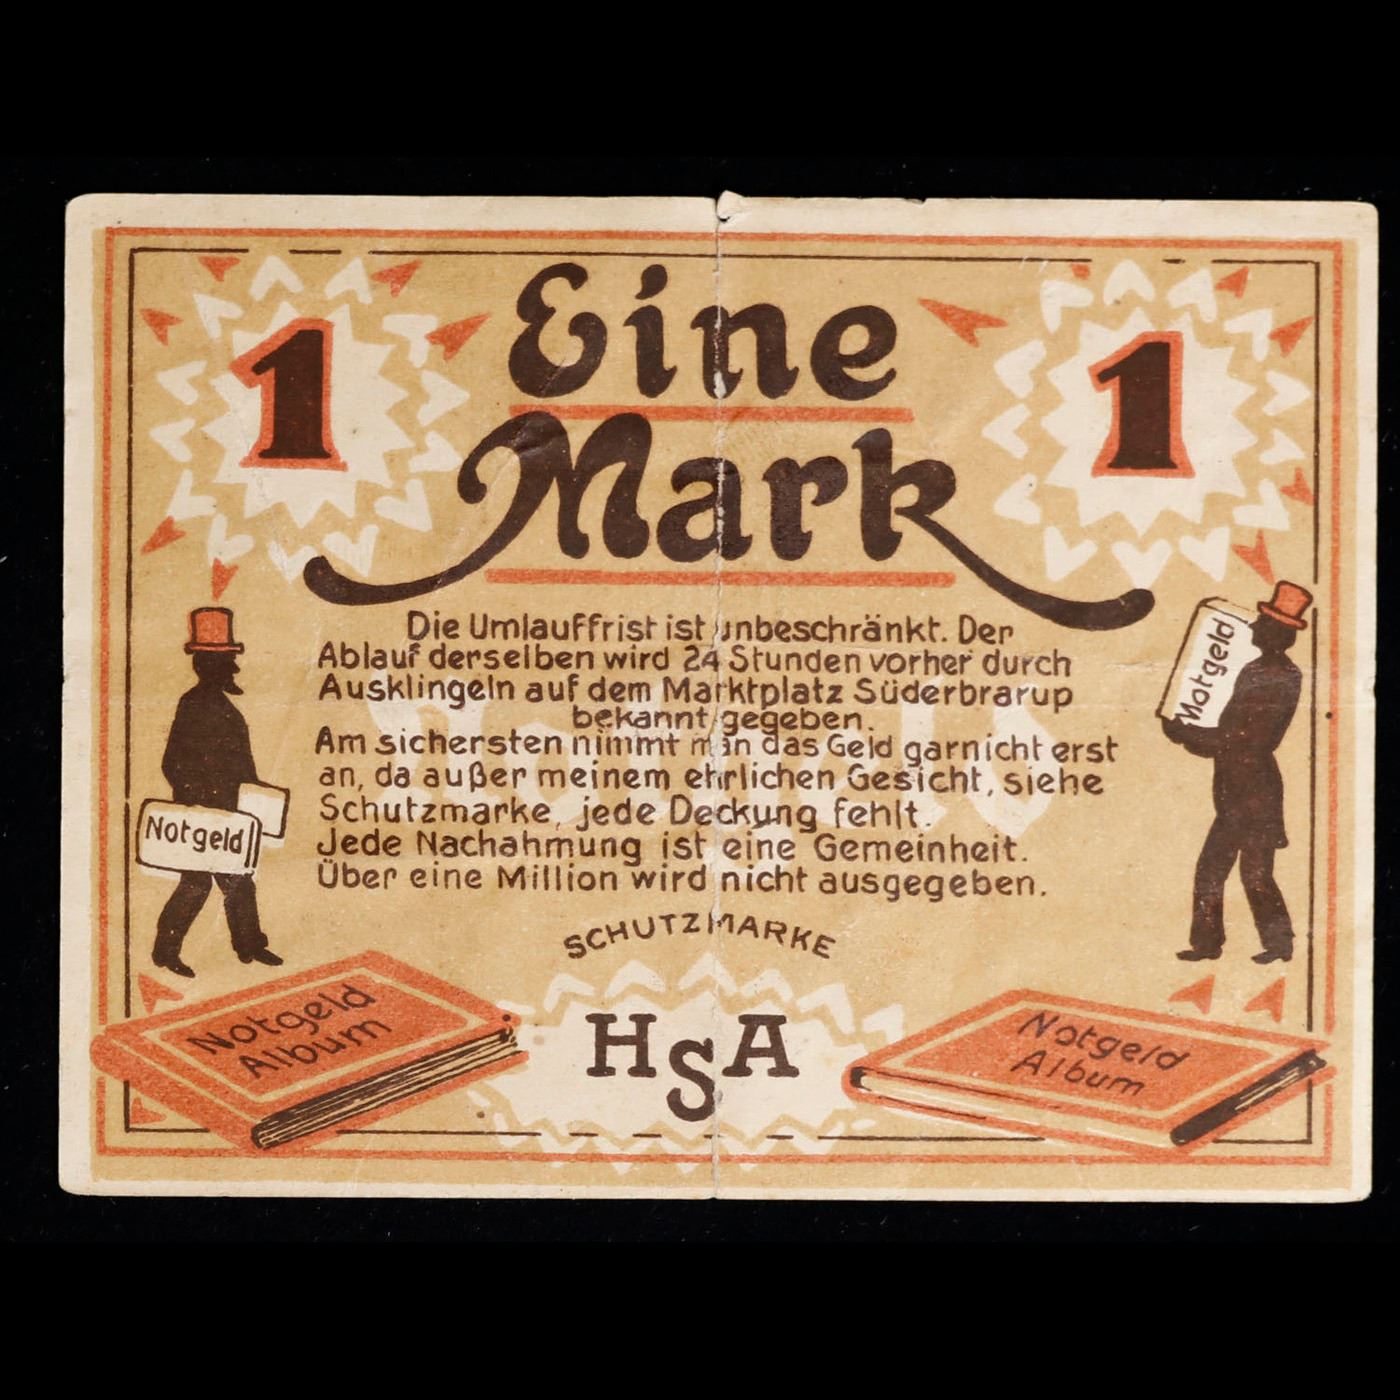 Eine
Mark
1
1
Die Umlauffrist ist unbeschränkt. Der
Ablauf derselben wird 24 Stunden vorher durch
Ausklingeln auf dem Marktplatz Süderbrarup
bekannt gegeben.
Am sichersten nimmt man das Geld garnicht erst
an, da außer meinem ehrlichen Gesicht, siehe
Schutzmarke, jede Deckung fehlt.
Jede Nachahmung ist eine Gemeinheit.
Über eine Million wird nicht ausgegeben.
Notgeld
Notgeld
SCHUTZMARKE
HSA
Notgeld
Album
Notgeld
Album